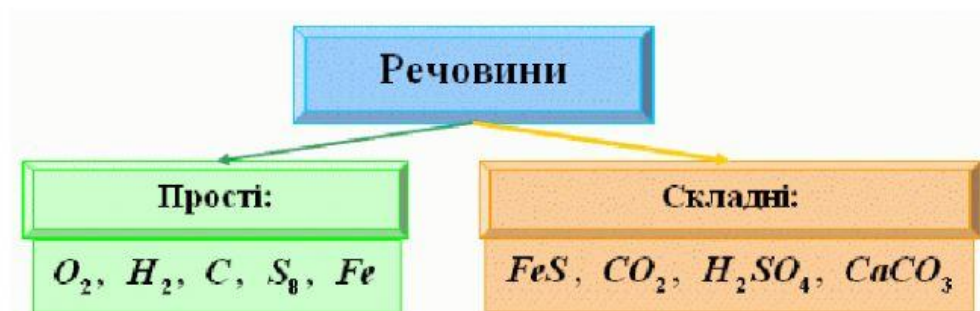 Речовини
Прості:
O₂, H₂, C, S₈, Fe
Складні:
FeS, CO₂, H₂SO₄, CaCO₃